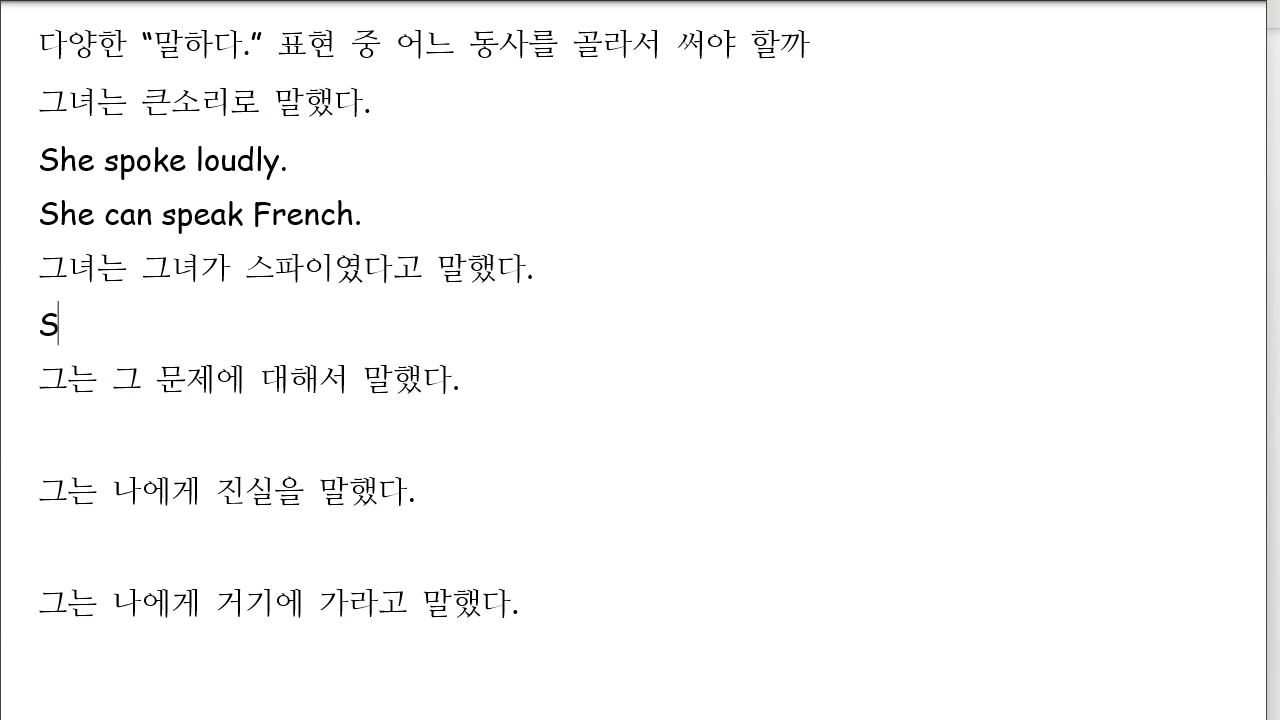 다양한 “말하다.” 표현 중 어느 동사를 골라서 써야 할까
그녀는 큰소리로 말했다.
She spoke loudly.
She can speak French.
그녀는 그녀가 스파이였다고 말했다.
S
그는 그 문제에 대해서 말했다.
그는 나에게 진실을 말했다.
그는 나에게 거기에 가라고 말했다.